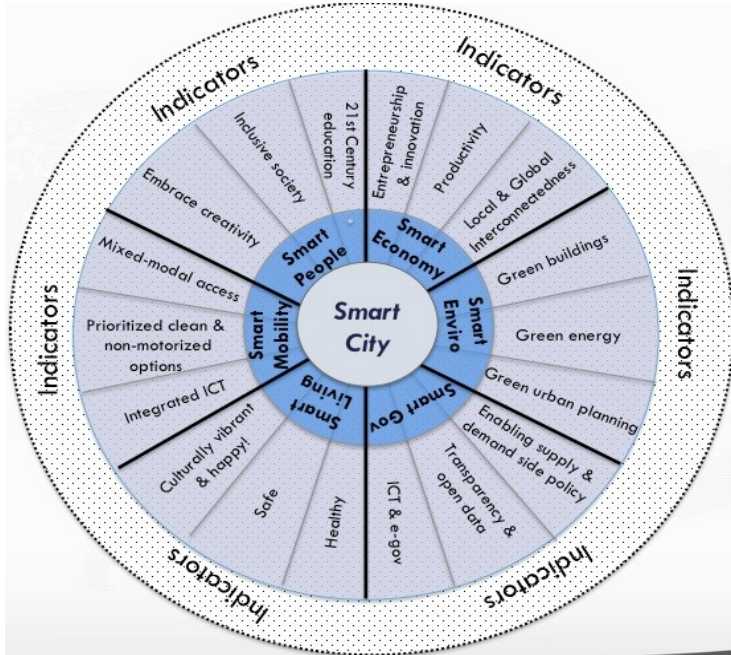 Indicators
Indicators
Indicators
Indicators
Indicators
Indicators
Smart
City
Smart
Economy
Entrepreneurship
& innovation
Productivity
Local & Global
Interconnectedness
Smart
Enviro
Green buildings
Green energy
Green urban planning
Smart Gov
Enabling supply &
demand side policy
Transparency &
open data
ICT & e-gov
Smart
Living
Healthy
Safe
Culturally vibrant
& happy!
Smart
Mobility
Integrated ICT
Prioritized clean &
non-motorized
options
Mixed-modal access
Smart
People
Embrace creativity
Inclusive society
21st Century
education